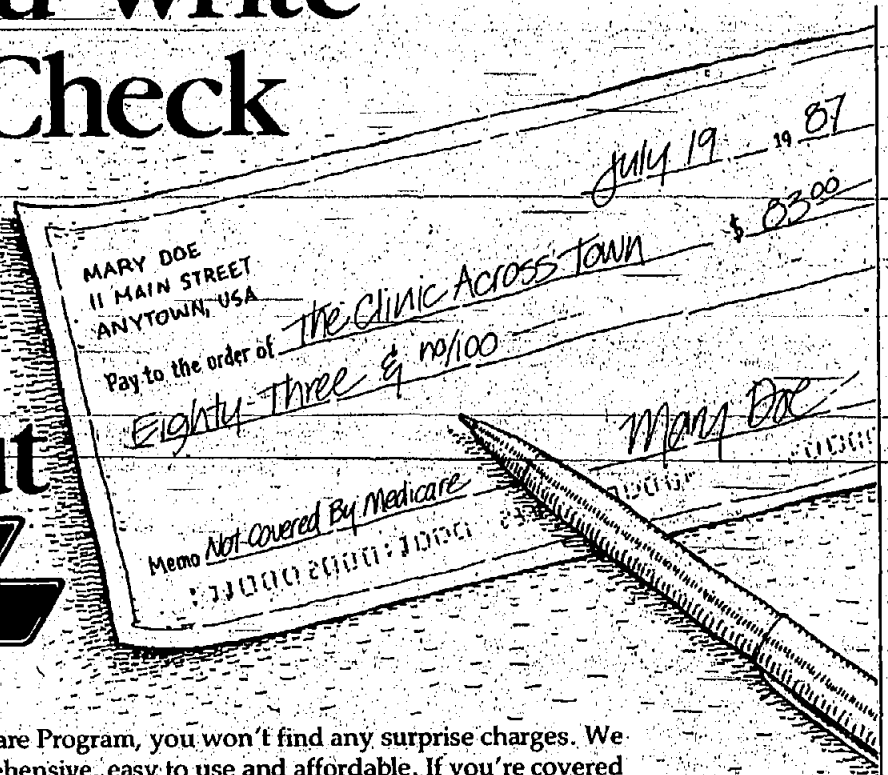 write
Check
July 19 19 87
$ 83 00
MARY DOE
11 MAIN STREET
ANYTOWN, USA
Pay to the order of The Clinic Across Town
Eighty Three & no/100
Mary Doe
Memo Not Covered By Medicare
are Program, you won't find any surprise charges. We
hensive, easy to use and affordable. If you're covered